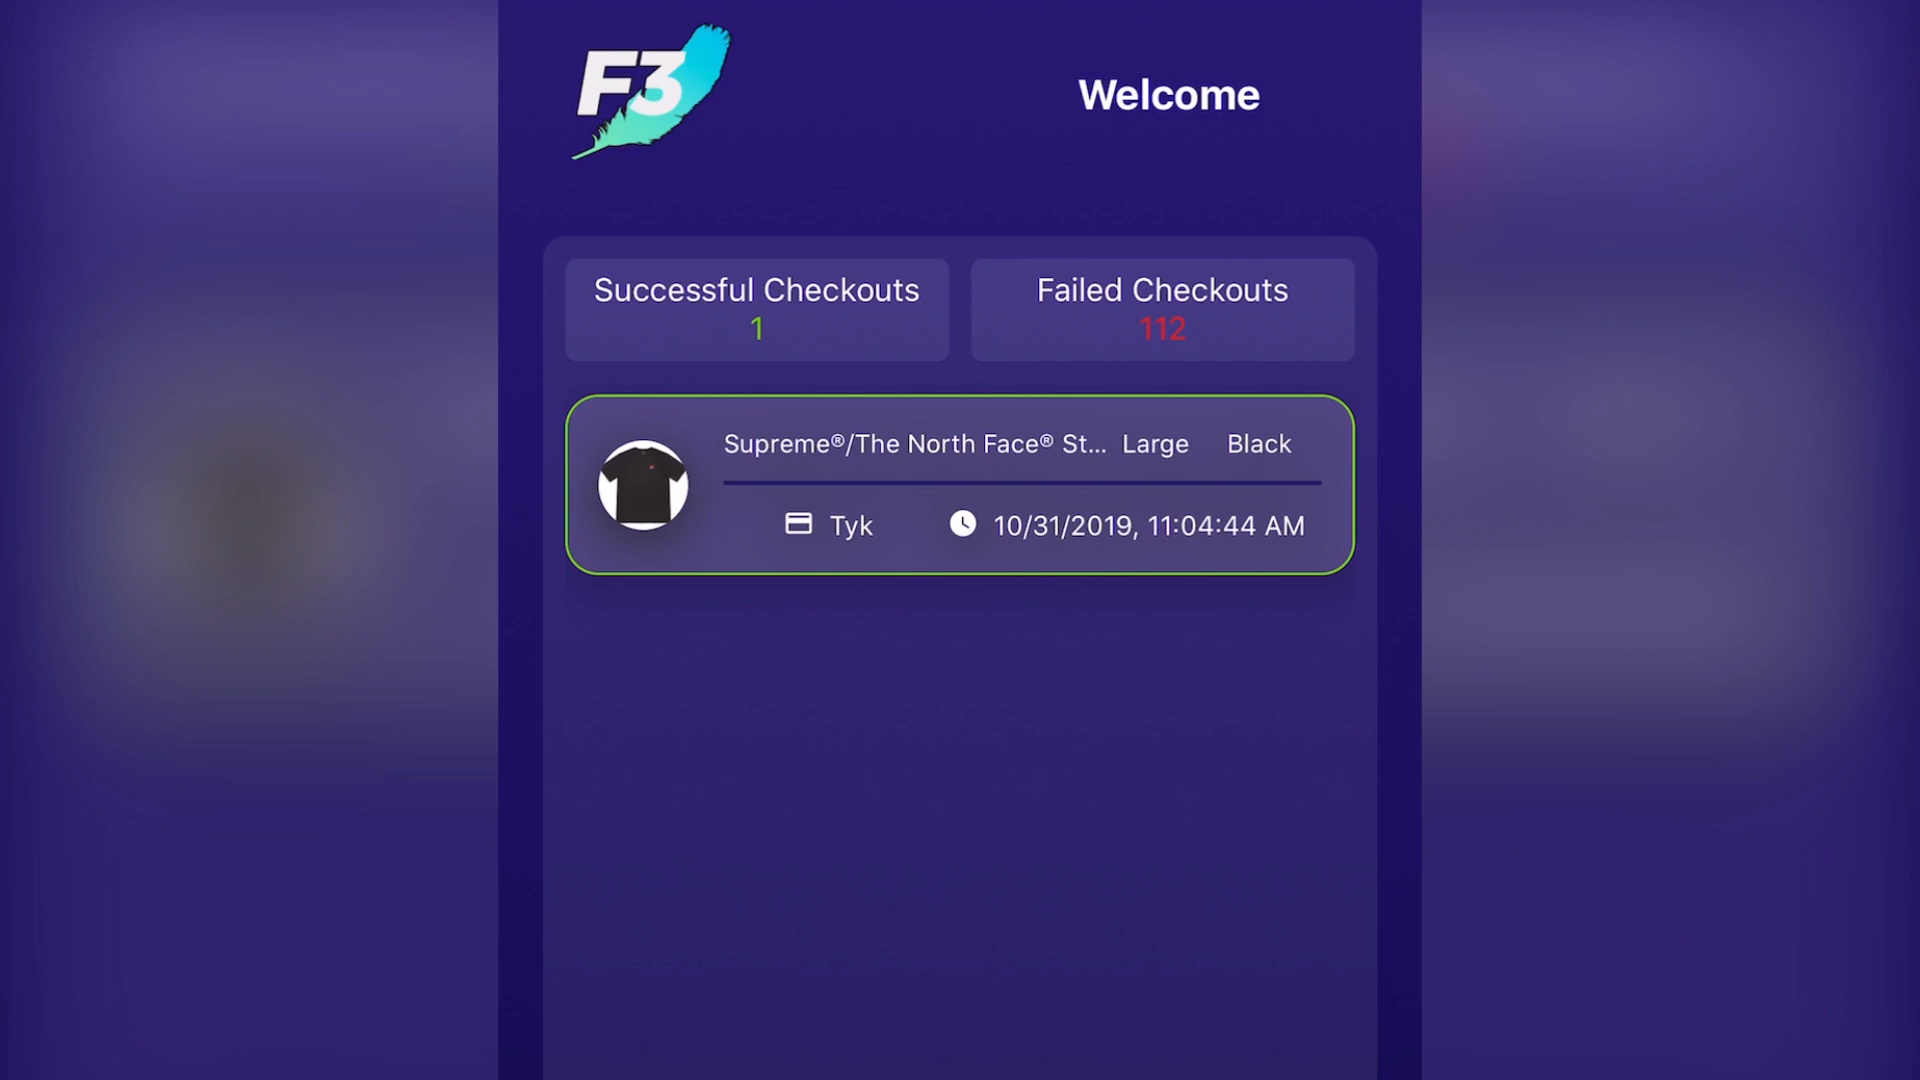 F3
Welcome
Successful Checkouts
1
Failed Checkouts
112
Supreme®/The North Face® St... Large Black
Tyk 10/31/2019, 11:04:44 AM